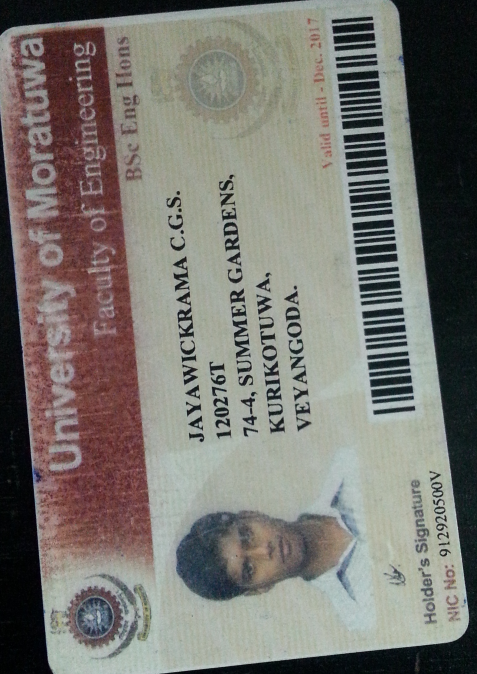 University of Moratuwa
Faculty of Engineering
BSc Eng Hons
JAYAWICKRAMA C.G.S.
120276T
74-4, SUMMER GARDENS,
KURIKOTUWA,
VEYANGODA.
Valid until - Dec. 2017
Holder's Signature
NIC No: 912920500V